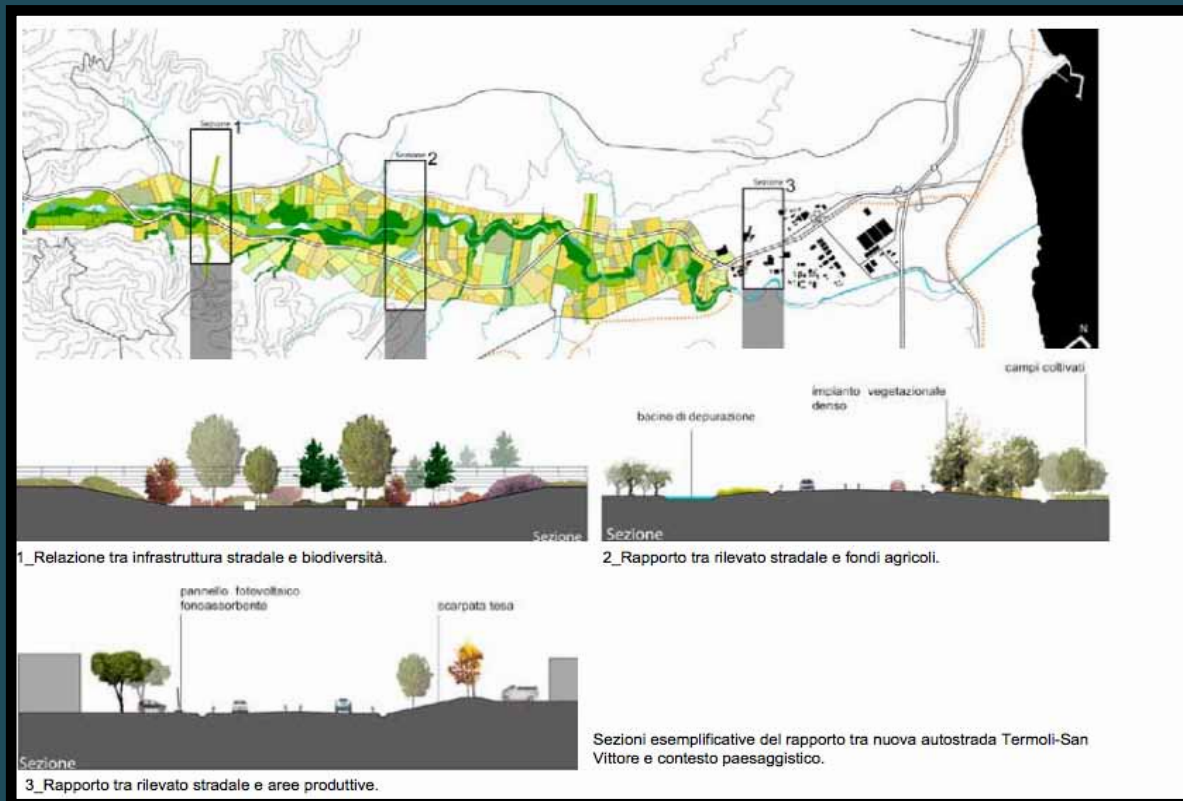 Sezione 1
Sezione 2
Sezione 3
N
campi coltivati
impianto vegetazionale
denso
bacino di depurazione
Sezione
Sezione
1_Relazione tra infrastruttura stradale e biodiversità.
2_Rapporto tra rilevato stradale e fondi agricoli.
pannello fotovoltaico
fonoassorbente
scarpata tesa
Sezione
3_Rapporto tra rilevato stradale e aree produttive.
Sezioni esemplificative del rapporto tra nuova autostrada Termoli-San
Vittore e contesto paesaggistico.